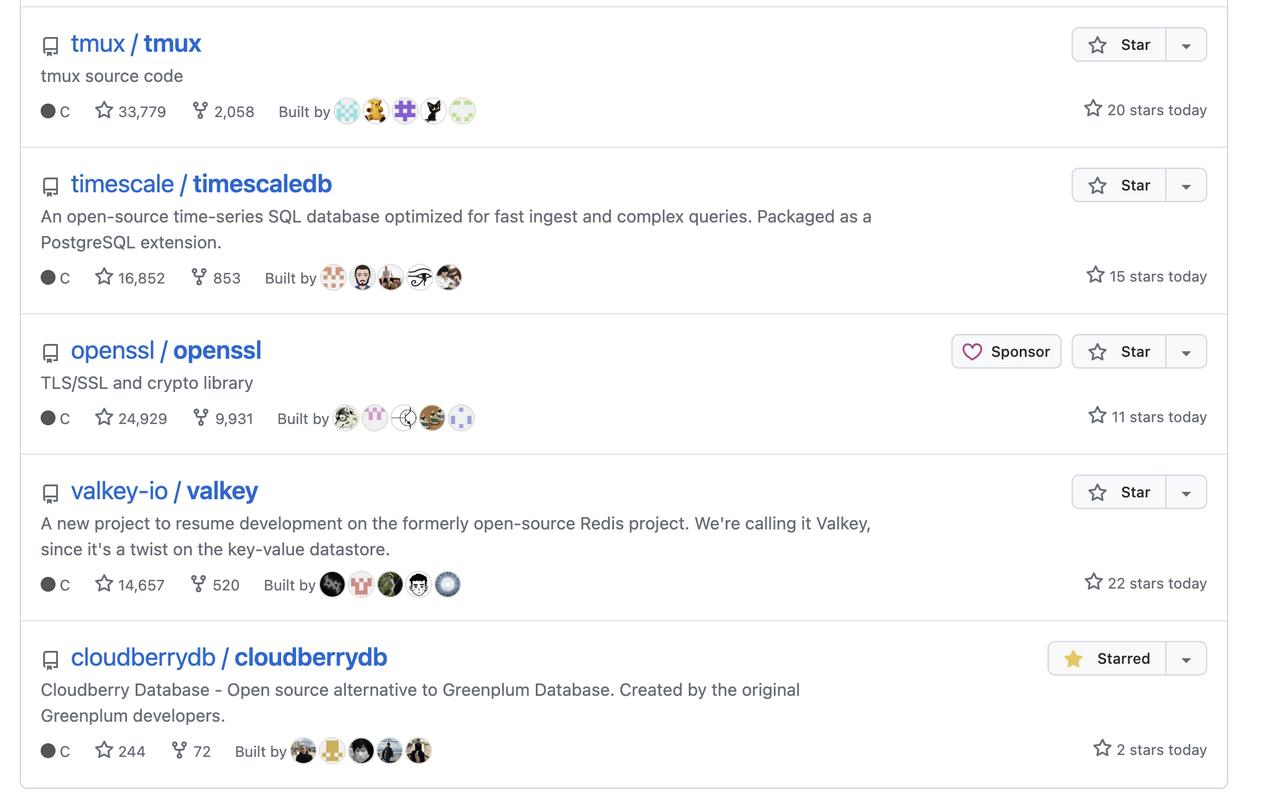 tmux / tmux
Star
tmux source code
C 33,779 2,058 Built by
20 stars today
timescale / timescaledb
Star
An open-source time-series SQL database optimized for fast ingest and complex queries. Packaged as a
PostgreSQL extension.
C 16,852 853 Built by
15 stars today
openssl / openssl
Sponsor
Star
TLS/SSL and crypto library
C 24,929 9,931 Built by
11 stars today
valkey-io / valkey
Star
A new project to resume development on the formerly open-source Redis project. We're calling it Valkey,
since it's a twist on the key-value datastore.
C 14,657 520 Built by
22 stars today
cloudberrydb / cloudberrydb
Starred
Cloudberry Database - Open source alternative to Greenplum Database. Created by the original
Greenplum developers.
C 244 72 Built by
2 stars today